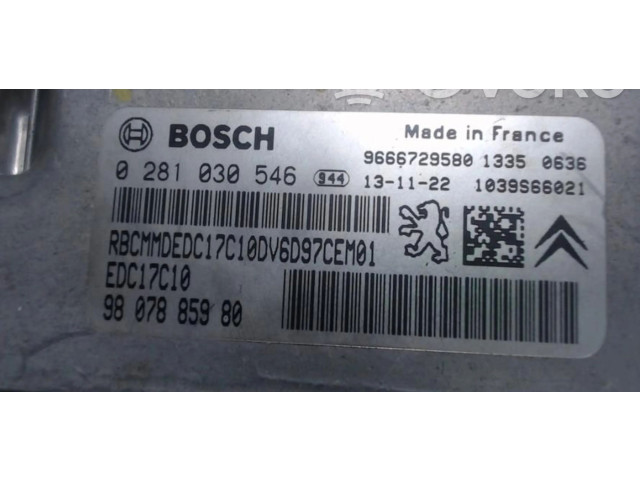 BOSCH
Made in France
0 281 030 546 944
9666729580 1335 0636
13-11-22 1039S66021
RBCMMDEDC17C10DV6D97CEM01
EDC17C10
98 078 859 80